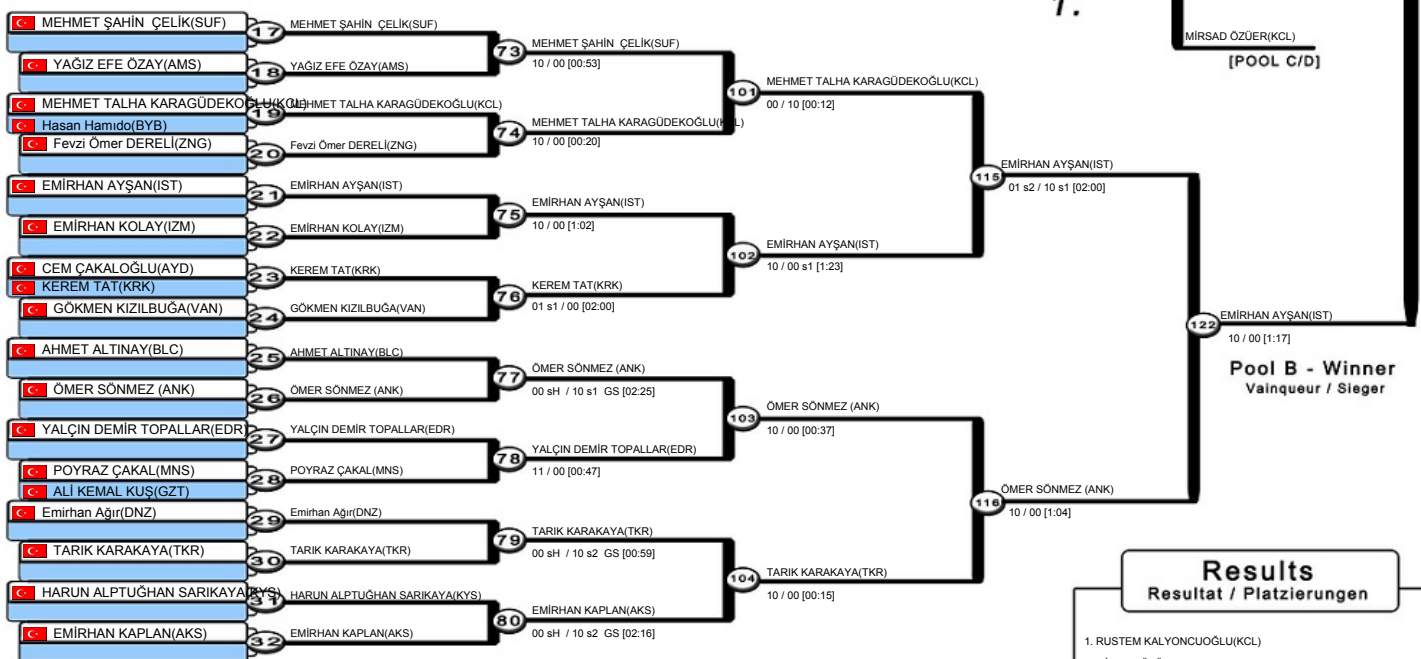 1.
MİRSAD ÖZÜER(KCL)
[POOL C/D]
MEHMET ŞAHİN ÇELİK(SUF)
YAĞIZ EFE ÖZAY(AMS)
MEHMET TALHA KARAGÜDEKOĞLU(KCL)
Hasan Hamıdo(BYB)
Fevzi Ömer DERELİ(ZNG)
EMİRHAN AYŞAN(IST)
EMİRHAN KOLAY(IZM)
CEM ÇAKALOĞLU(AYD)
KEREM TAT(KRK)
GÖKMEN KIZILBUĞA(VAN)
AHMET ALTINAY(BLC)
ÖMER SÖNMEZ (ANK)
YALÇIN DEMİR TOPALLAR(EDR)
POYRAZ ÇAKAL(MNS)
ALİ KEMAL KUŞ(GZT)
Emirhan Ağır(DNZ)
TARIK KARAKAYA(TKR)
HARUN ALPTUĞHAN SARIKAYA(KYS)
EMİRHAN KAPLAN(AKS)
17
18
19
20
21
22
23
24
25
26
27
28
29
30
31
32
MEHMET ŞAHİN ÇELİK(SUF)
YAĞIZ EFE ÖZAY(AMS)
MEHMET TALHA KARAGÜDEKOĞLU(KCL)
Fevzi Ömer DERELİ(ZNG)
EMİRHAN AYŞAN(IST)
EMİRHAN KOLAY(IZM)
KEREM TAT(KRK)
GÖKMEN KIZILBUĞA(VAN)
AHMET ALTINAY(BLC)
ÖMER SÖNMEZ (ANK)
YALÇIN DEMİR TOPALLAR(EDR)
POYRAZ ÇAKAL(MNS)
Emirhan Ağır(DNZ)
TARIK KARAKAYA(TKR)
HARUN ALPTUĞHAN SARIKAYA(KYS)
EMİRHAN KAPLAN(AKS)
73
MEHMET ŞAHİN ÇELİK(SUF)
10 / 00 [00:53]
74
MEHMET TALHA KARAGÜDEKOĞLU(KCL)
10 / 00 [00:20]
75
EMİRHAN AYŞAN(IST)
10 / 00 [1:02]
76
KEREM TAT(KRK)
01 s1 / 00 [02:00]
77
ÖMER SÖNMEZ (ANK)
00 sH / 10 s1 GS [02:25]
78
YALÇIN DEMİR TOPALLAR(EDR)
11 / 00 [00:47]
79
TARIK KARAKAYA(TKR)
00 sH / 10 s2 GS [00:59]
80
EMİRHAN KAPLAN(AKS)
00 sH / 10 s2 GS [02:16]
101
MEHMET TALHA KARAGÜDEKOĞLU(KCL)
00 / 10 [00:12]
102
EMİRHAN AYŞAN(IST)
10 / 00 s1 [1:23]
103
ÖMER SÖNMEZ (ANK)
10 / 00 [00:37]
104
TARIK KARAKAYA(TKR)
10 / 00 [00:15]
115
EMİRHAN AYŞAN(IST)
01 s2 / 10 s1 [02:00]
116
ÖMER SÖNMEZ (ANK)
10 / 00 [1:04]
122
EMİRHAN AYŞAN(IST)
10 / 00 [1:17]
Pool B - Winner
Vainqueur / Sieger
Results
Resultat / Platzierungen
1. RUSTEM KALYONCUOĞLU(KCL)